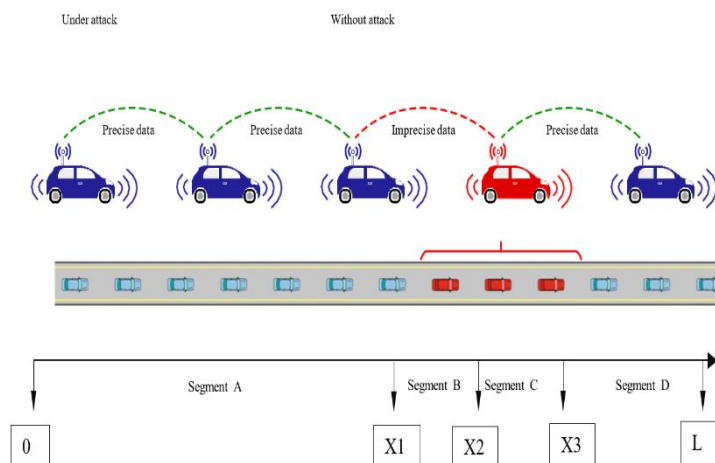 Under attack
Without attack
Precise data
Precise data
Imprecise data
Precise data
Segment A
Segment B
Segment C
Segment D
0
X1
X2
X3
L